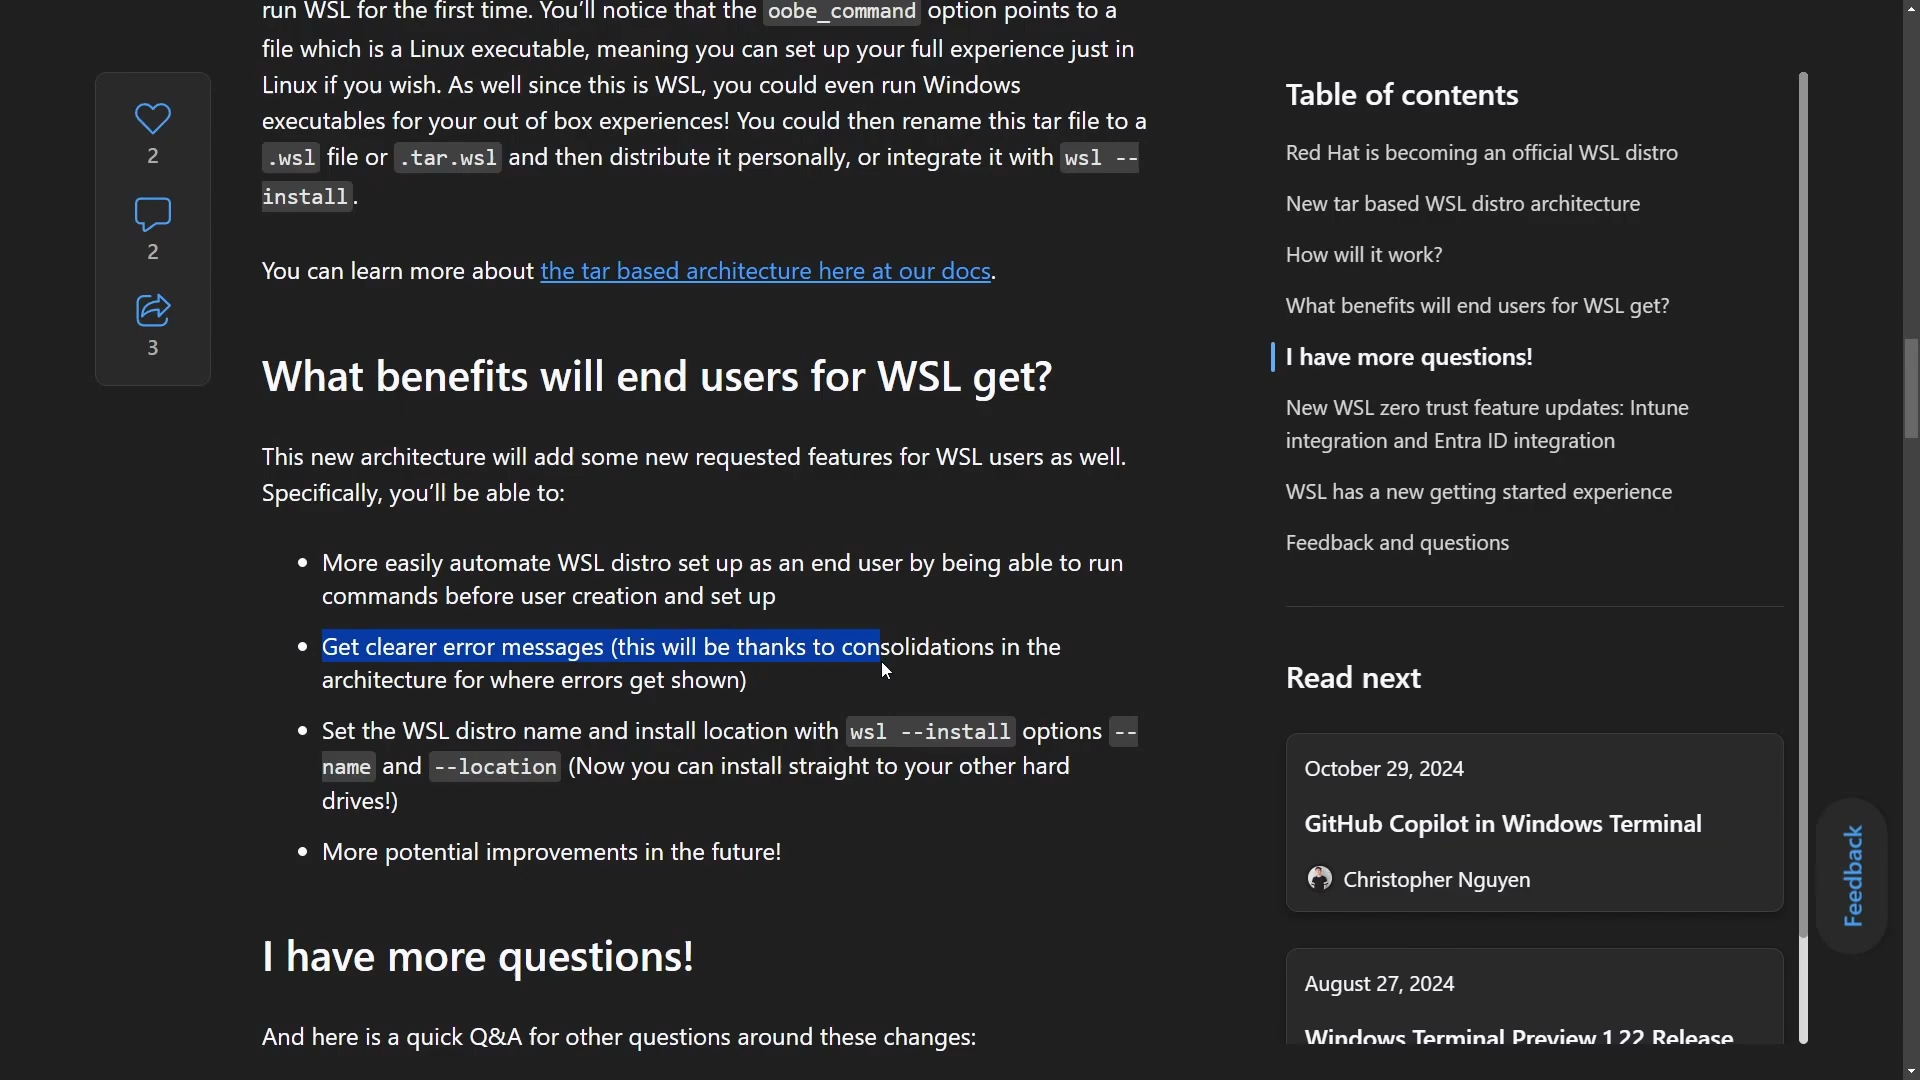 run WSL for the first time. You'll notice that the oobe_command option points to a
file which is a Linux executable, meaning you can set up your full experience just in
Linux if you wish. As well since this is WSL, you could even run Windows
executables for your out of box experiences! You could then rename this tar file to a
.wsl file or .tar.wsl and then distribute it personally, or integrate it with wsl --
install.
You can learn more about the tar based architecture here at our docs.
What benefits will end users for WSL get?
This new architecture will add some new requested features for WSL users as well.
Specifically, you'll be able to:
• More easily automate WSL distro set up as an end user by being able to run
commands before user creation and set up
• Get clearer error messages (this will be thanks to consolidations in the
architecture for where errors get shown)
• Set the WSL distro name and install location with wsl --install options --
name and --location (Now you can install straight to your other hard
drives!)
• More potential improvements in the future!
I have more questions!
And here is a quick Q&A for other questions around these changes:
2
2
3
Table of contents
Red Hat is becoming an official WSL distro
New tar based WSL distro architecture
How will it work?
What benefits will end users for WSL get?
I have more questions!
New WSL zero trust feature updates: Intune
integration and Entra ID integration
WSL has a new getting started experience
Feedback and questions
Read next
October 29, 2024
GitHub Copilot in Windows Terminal
Christopher Nguyen
August 27, 2024
Windows Terminal Preview 1.22 Release
Feedback